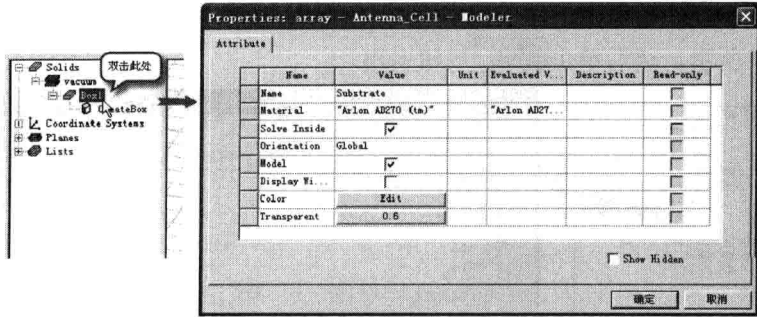 Properties: array - Antenna_Cell - Modeler
Attribute
Name Value Unit Evaluated V... Description Read-only
Name Substrate
Material "Arlon AD270 (tm)" "Arlon AD27...
Solve Inside
Orientation Global
Model
Display Wi...
Color Edit
Transparent 0.6
Show Hidden
确定 取消
Solids
双击此处
vacuum
Box1
CreateBox
Coordinate Systems
Planes
Lists